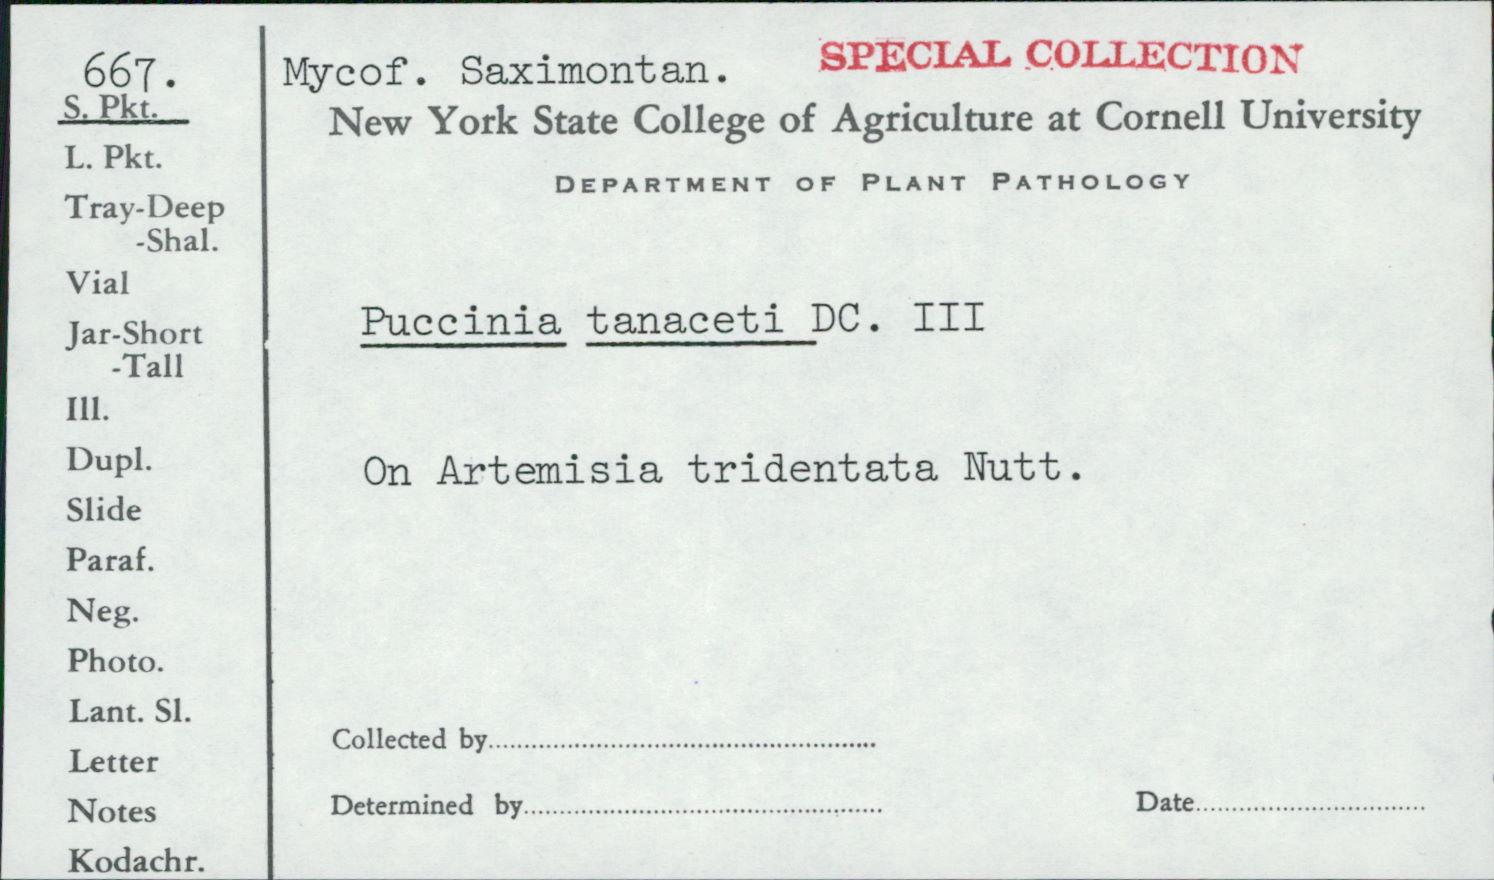 667.
S. Pkt.
L. Pkt.
Tray-Deep
-Shal.
Vial
Jar-Short
-Tall
Ill.
Dupl.
Slide
Paraf.
Neg.
Photo.
Lant. Sl.
Letter
Notes
Kodachr.
Mycof. Saximontan.
SPECIAL COLLECTION
New York State College of Agriculture at Cornell University
DEPARTMENT OF PLANT PATHOLOGY
Puccinia tanaceti DC. III
On Artemisia tridentata Nutt.
Collected by
Determined by
Date